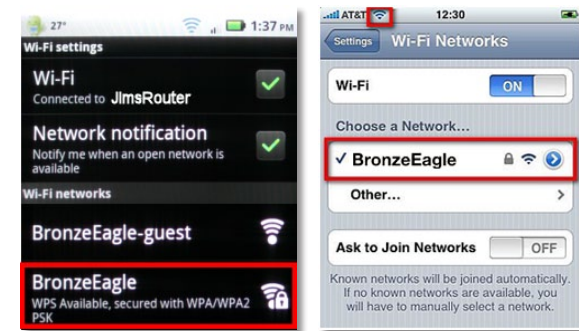 27°
1:37 PM
Wi-Fi settings
Wi-Fi
Connected to JimsRouter
Network notification
Notify me when an open network is
available
Wi-Fi networks
BronzeEagle-guest
BronzeEagle
WPS Available, secured with WPA/WPA2
PSK
AT&T
12:30
Settings
Wi-Fi Networks
Wi-Fi
ON
Choose a Network...
✓ BronzeEagle
Other...
Ask to Join Networks
OFF
Known networks will be joined automatically.
If no known networks are available, you
will have to manually select a network.